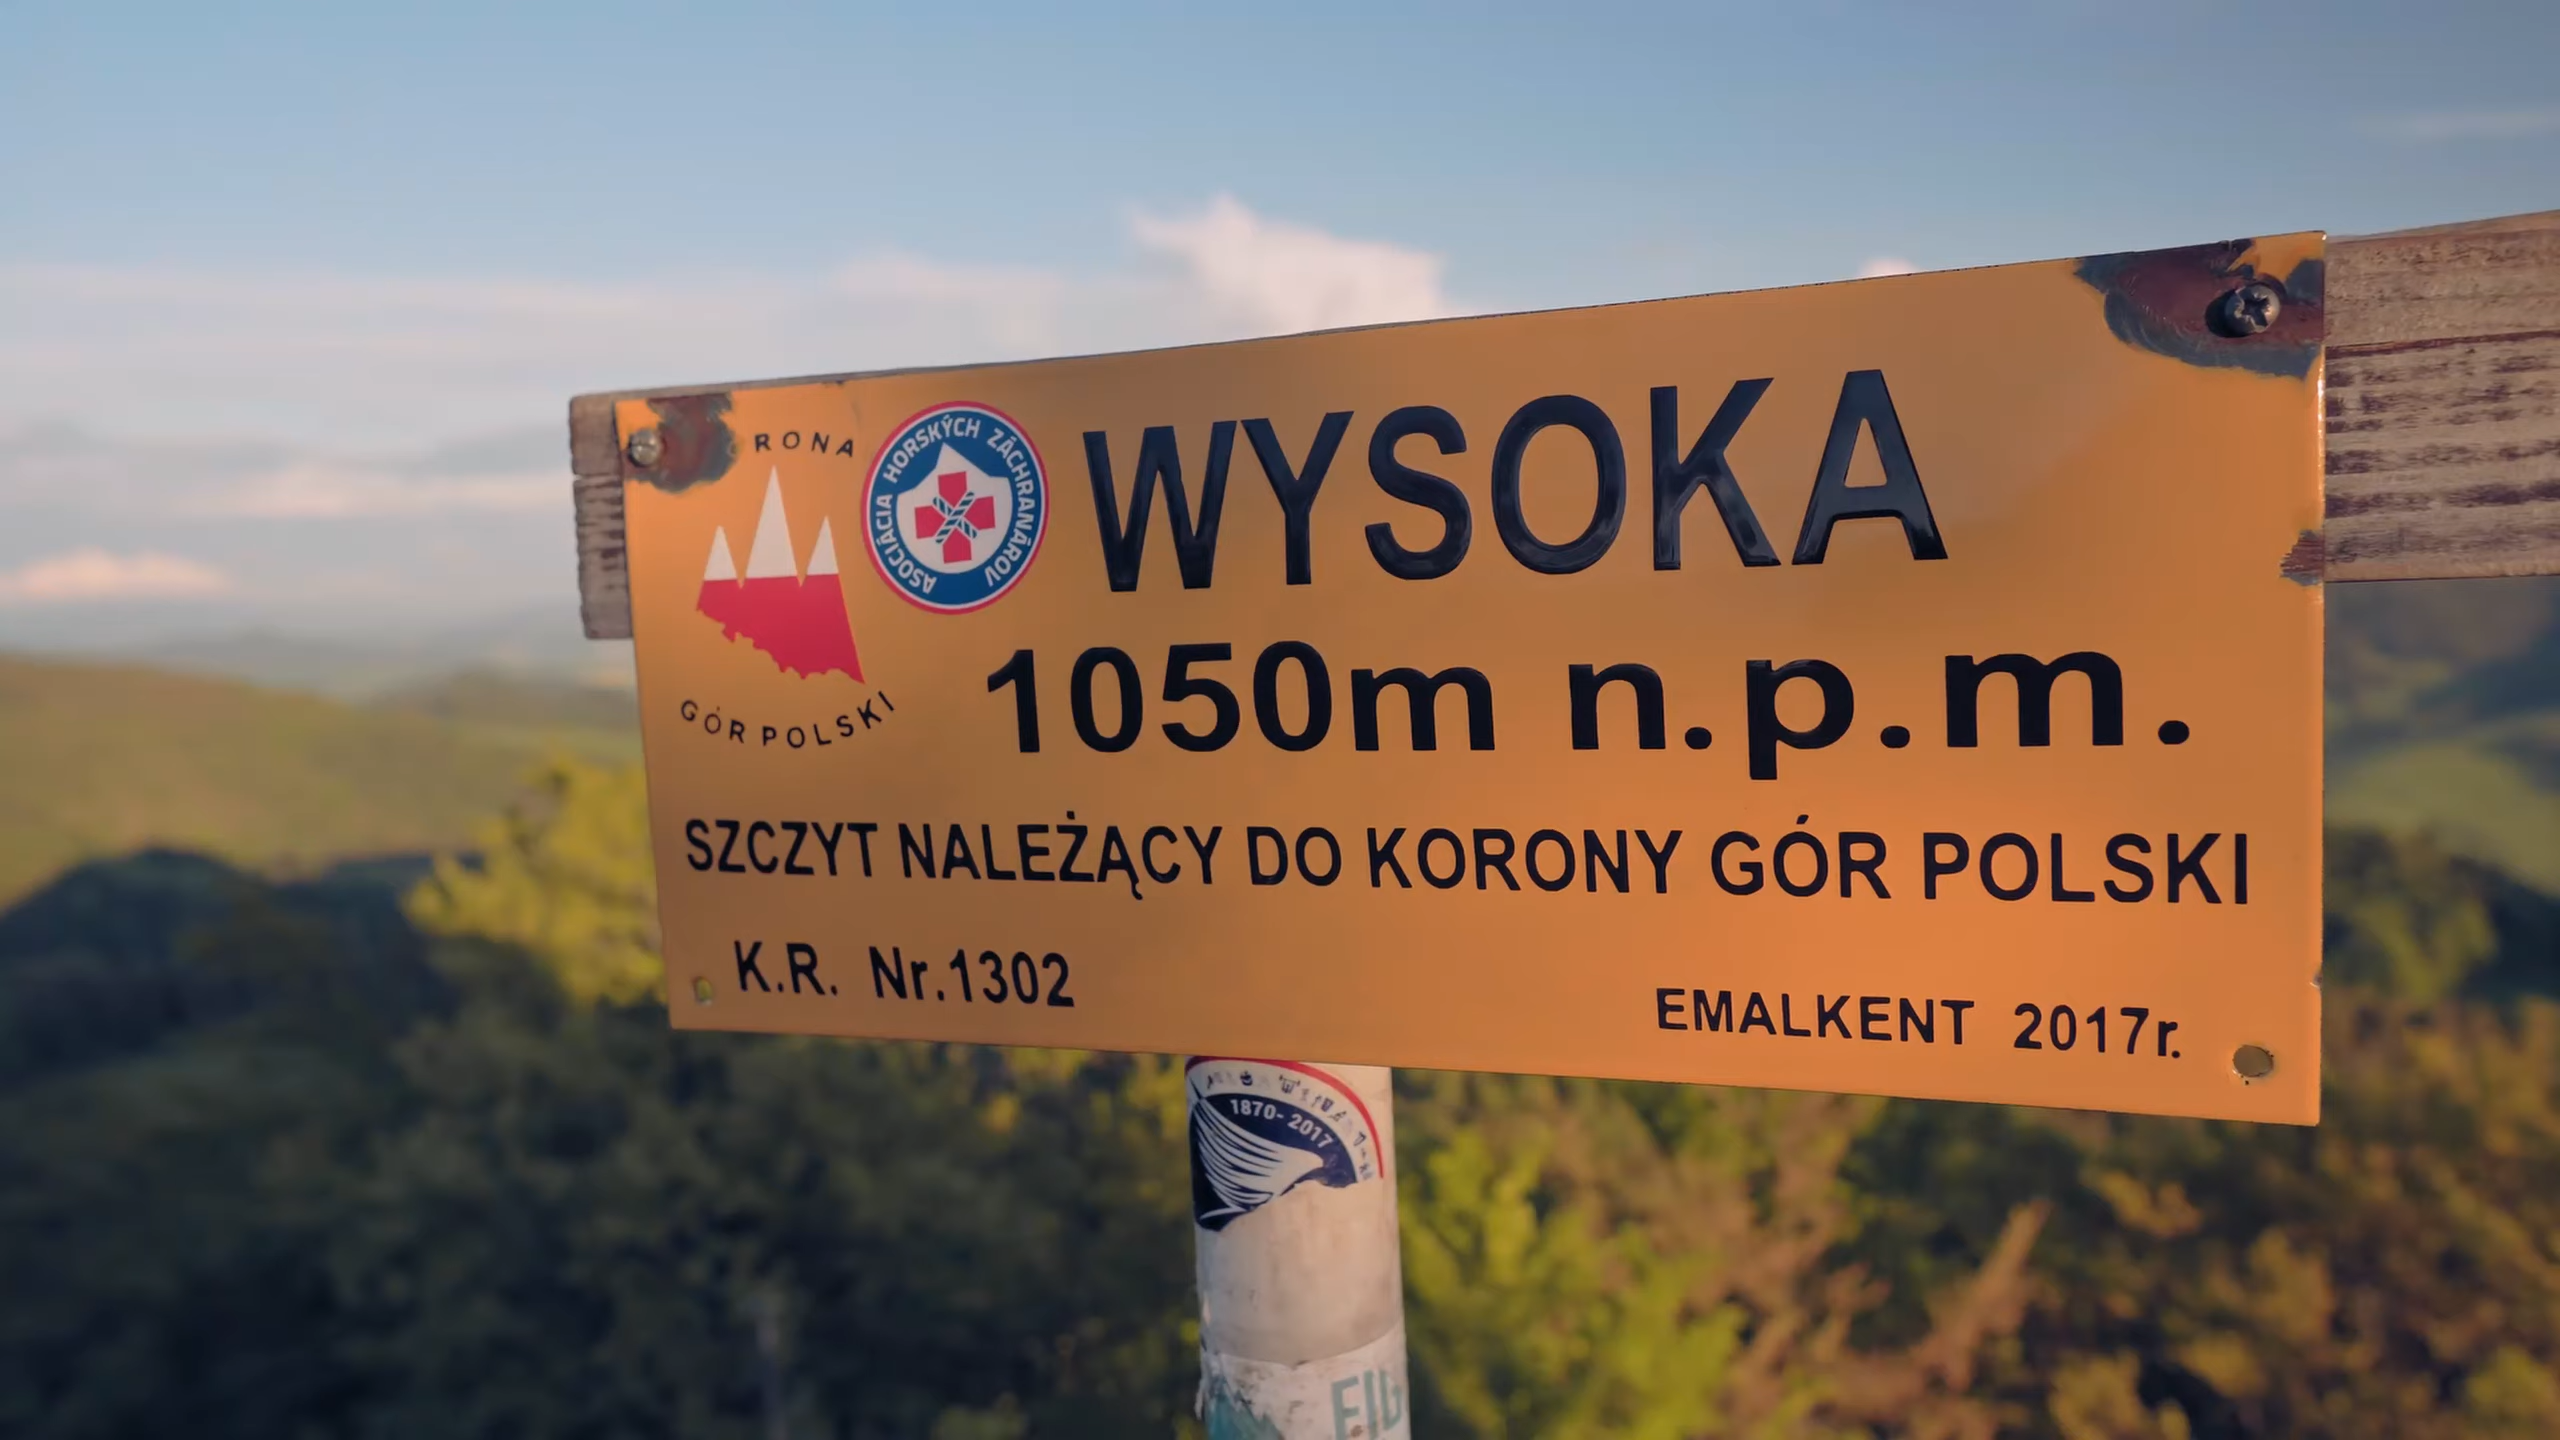 RONA
GÓR POLSKI
ASOCIÁCIA HORSKÝCH ZÁCHRANÁROV
WYSOKA
1050m n.p.m.
SZCZYT NALEŻĄCY DO KORONY GÓR POLSKI
K.R. Nr.1302
EMALKENT 2017r.
1870-2017